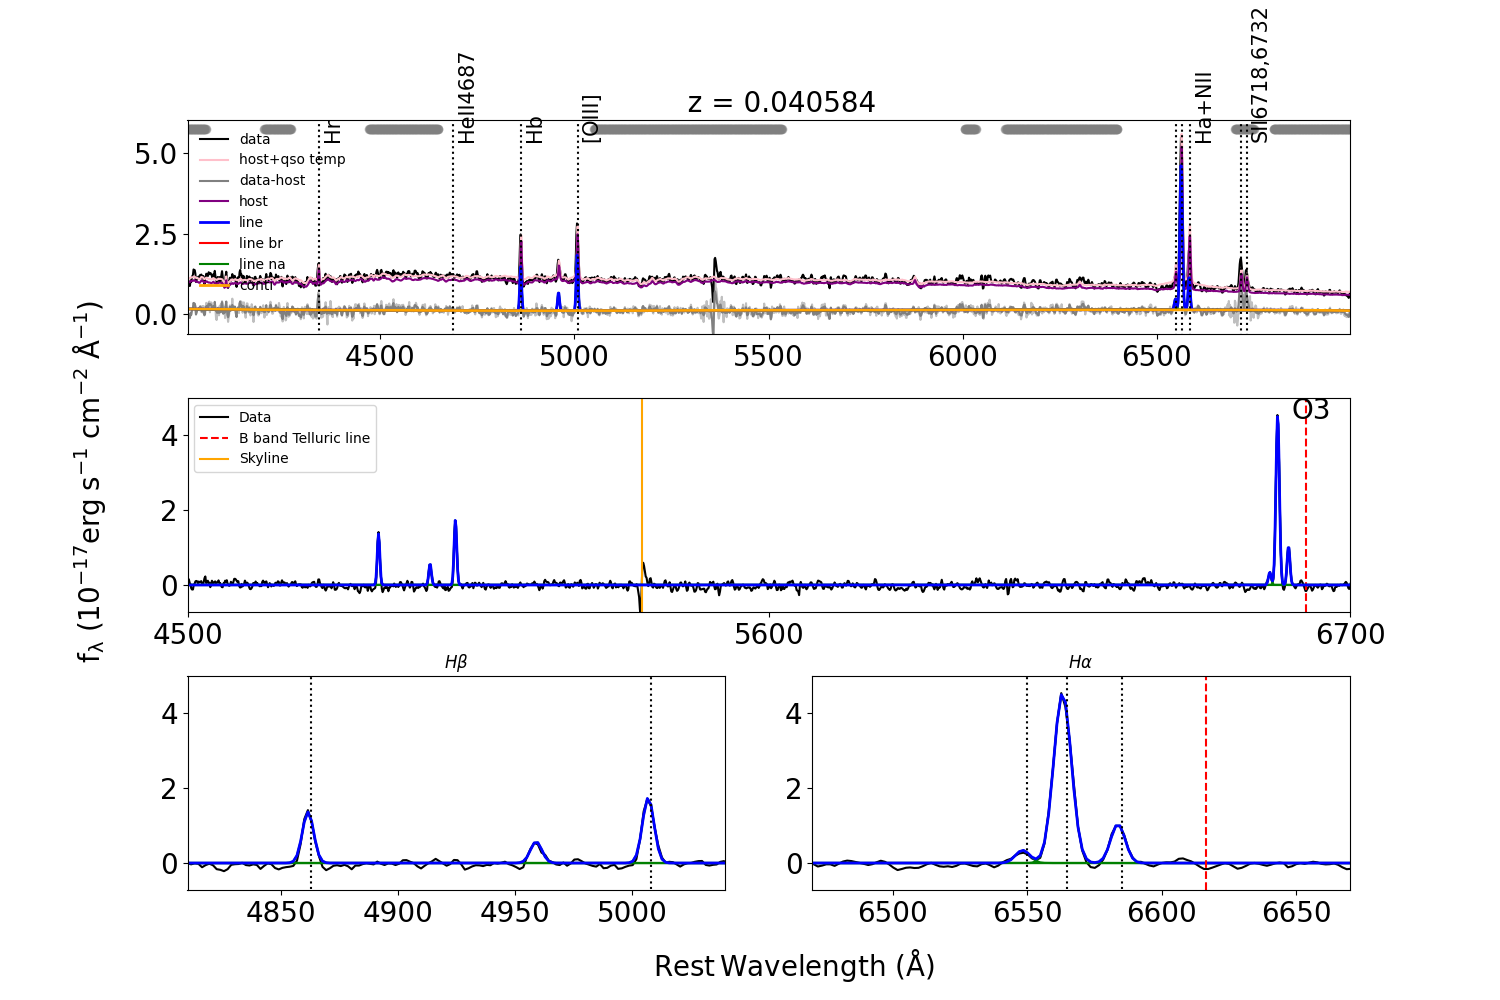 z = 0.040584
Hr
HeII4687
Hb
[OIII]
Ha+NII
SII6718,6732
data
host+qso temp
data-host
host
line
line br
line na
conti
5.0
2.5
0.0
4500
5000
5500
6000
6500
Data
B band Telluric line
Skyline
O3
4
2
0
4500
5600
6700
fλ (10⁻¹⁷erg s⁻¹ cm⁻² Å⁻¹)
Hβ
4
2
0
4850
4900
4950
5000
Hα
4
2
0
6500
6550
6600
6650
Rest Wavelength (Å)